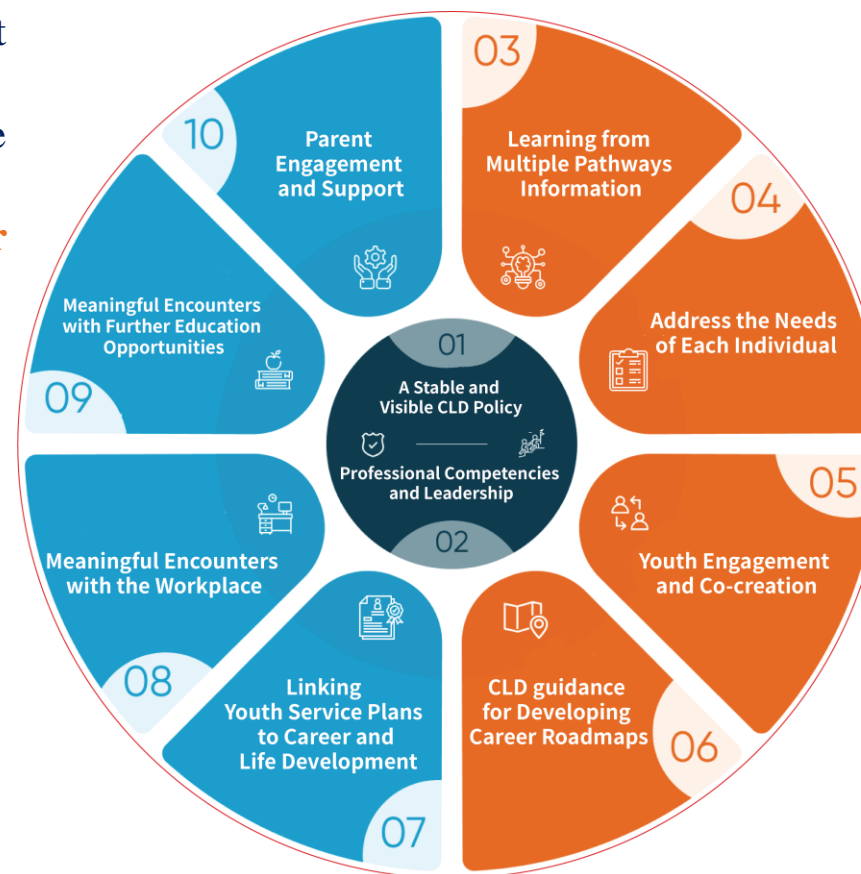 t
e
r
01
A Stable and
Visible CLD Policy
Professional Competencies
and Leadership
02
03
Learning from
Multiple Pathways
Information
04
Address the Needs
of Each Individual
05
Youth Engagement
and Co-creation
06
CLD guidance
for Developing
Career Roadmaps
07
Linking
Youth Service Plans
to Career and
Life Development
08
Meaningful Encounters
with the Workplace
09
Meaningful Encounters
with Further Education
Opportunities
10
Parent
Engagement
and Support